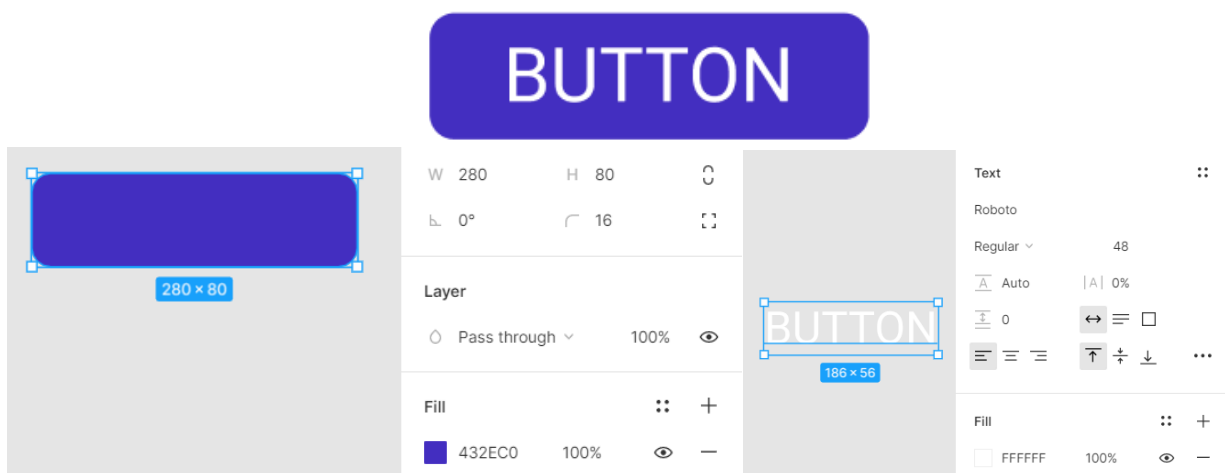 BUTTON
280 × 80
W 280 H 80
0° 16
Layer
Pass through 100%
Fill
432EC0 100%
BUTTON
186 × 56
Text
Roboto
Regular 48
A Auto |A| 0%
0
Fill
FFFFFF 100%